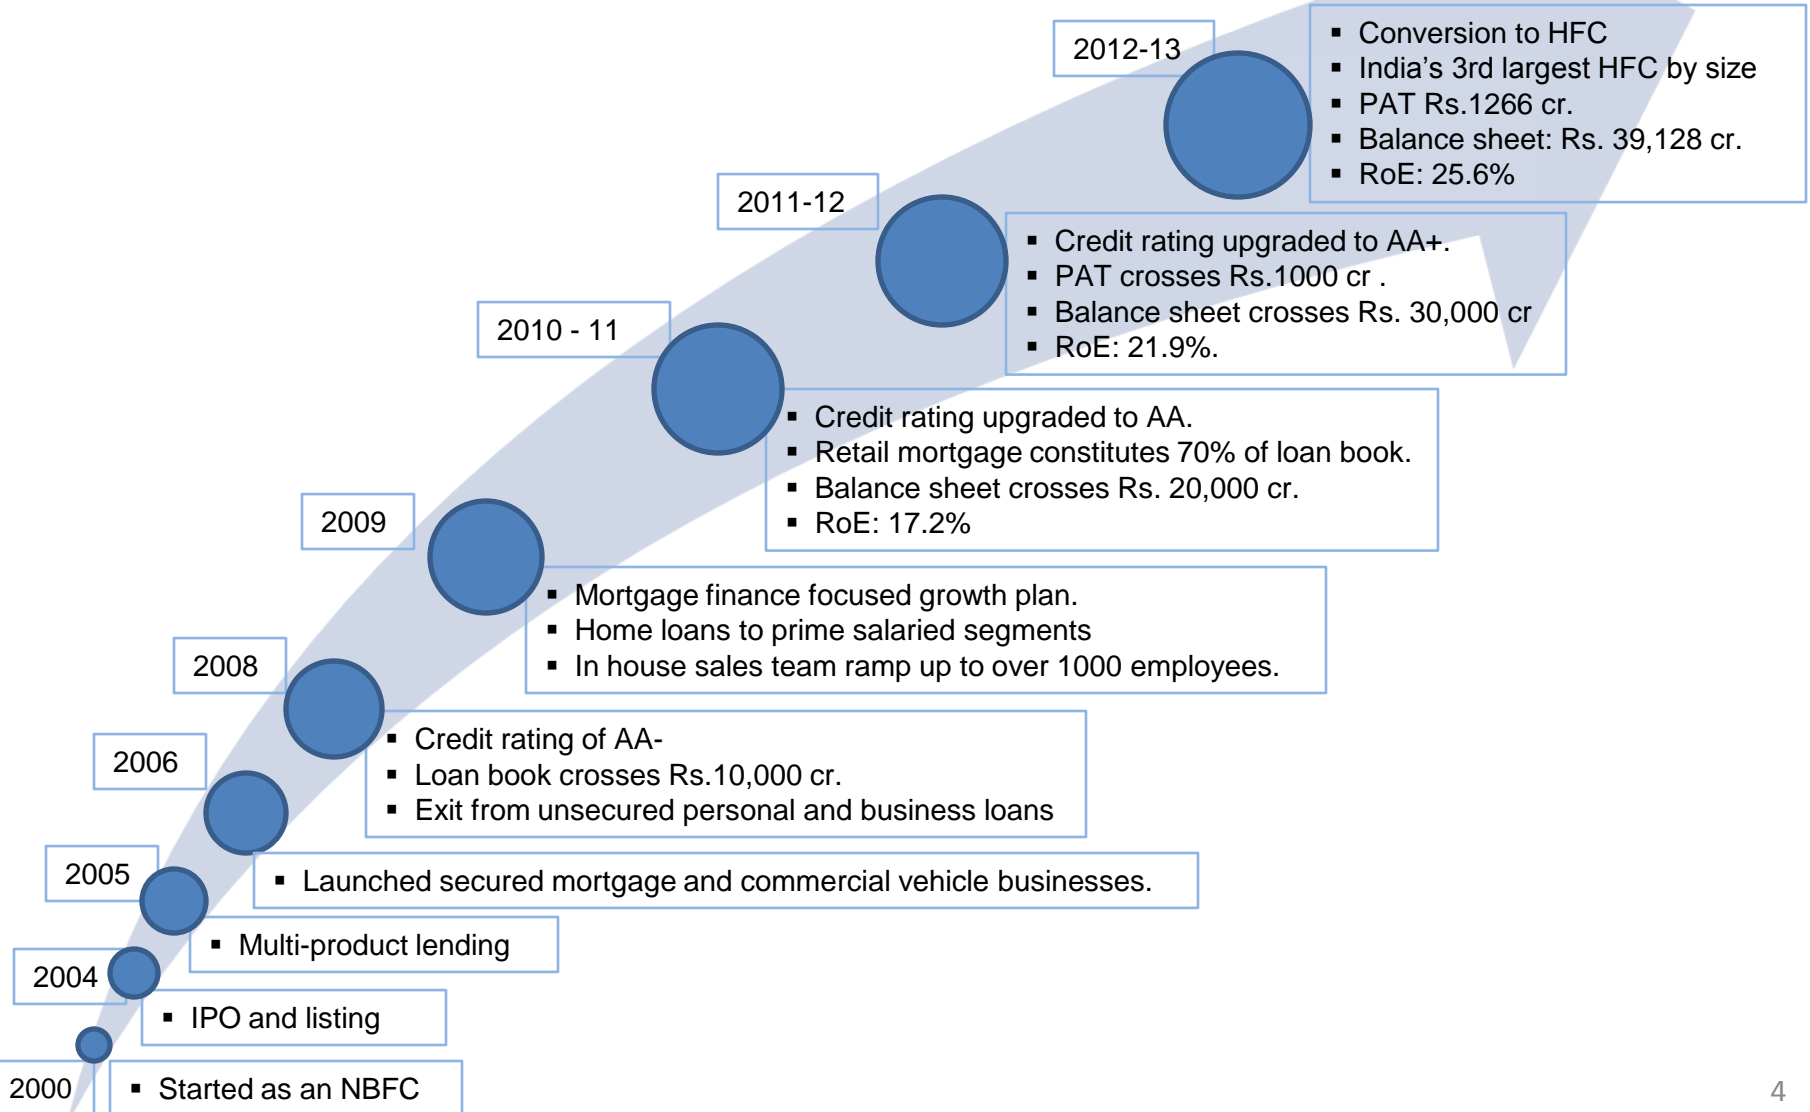 2012-13
▪ Conversion to HFC
▪ India’s 3rd largest HFC by size
▪ PAT Rs.1266 cr.
▪ Balance sheet: Rs. 39,128 cr.
▪ RoE: 25.6%
2011-12
▪ Credit rating upgraded to AA+.
▪ PAT crosses Rs.1000 cr .
▪ Balance sheet crosses Rs. 30,000 cr
▪ RoE: 21.9%.
2010 - 11
▪ Credit rating upgraded to AA.
▪ Retail mortgage constitutes 70% of loan book.
▪ Balance sheet crosses Rs. 20,000 cr.
▪ RoE: 17.2%
2009
▪ Mortgage finance focused growth plan.
▪ Home loans to prime salaried segments
▪ In house sales team ramp up to over 1000 employees.
2008
▪ Credit rating of AA-
▪ Loan book crosses Rs.10,000 cr.
▪ Exit from unsecured personal and business loans
2006
▪ Launched secured mortgage and commercial vehicle businesses.
2005
▪ Multi-product lending
2004
▪ IPO and listing
2000
▪ Started as an NBFC
4